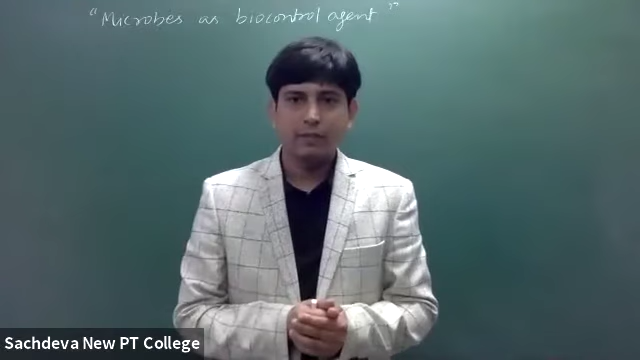 "Microbes as biocontrol agent"
Sachdeva New PT College